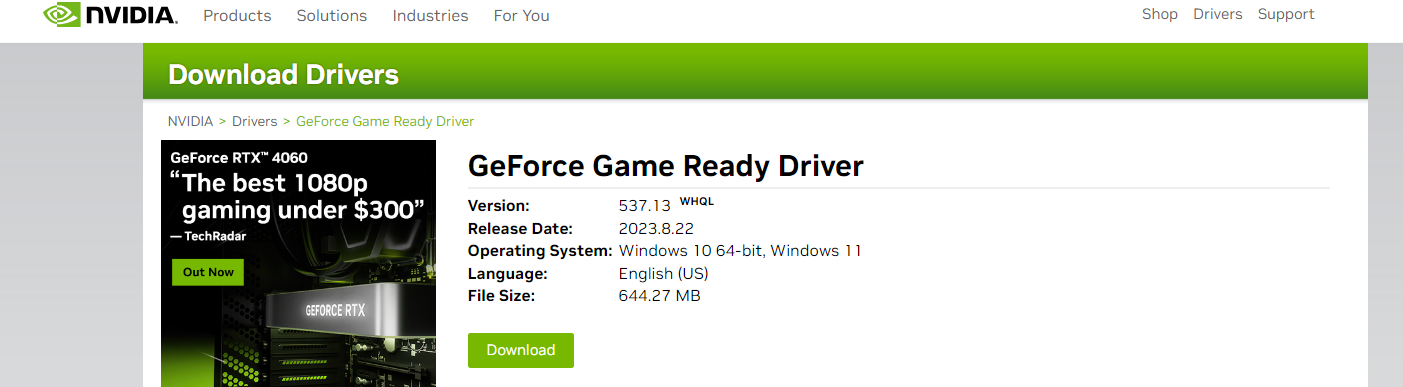 NVIDIA. Products Solutions Industries For You Shop Drivers Support
Download Drivers
NVIDIA > Drivers > GeForce Game Ready Driver
GeForce RTX™ 4060
“The best 1080p
gaming under $300”
— TechRadar
Out Now
GEFORCE RTX
GeForce Game Ready Driver
Version: 537.13 WHQL
Release Date: 2023.8.22
Operating System: Windows 10 64-bit, Windows 11
Language: English (US)
File Size: 644.27 MB
Download